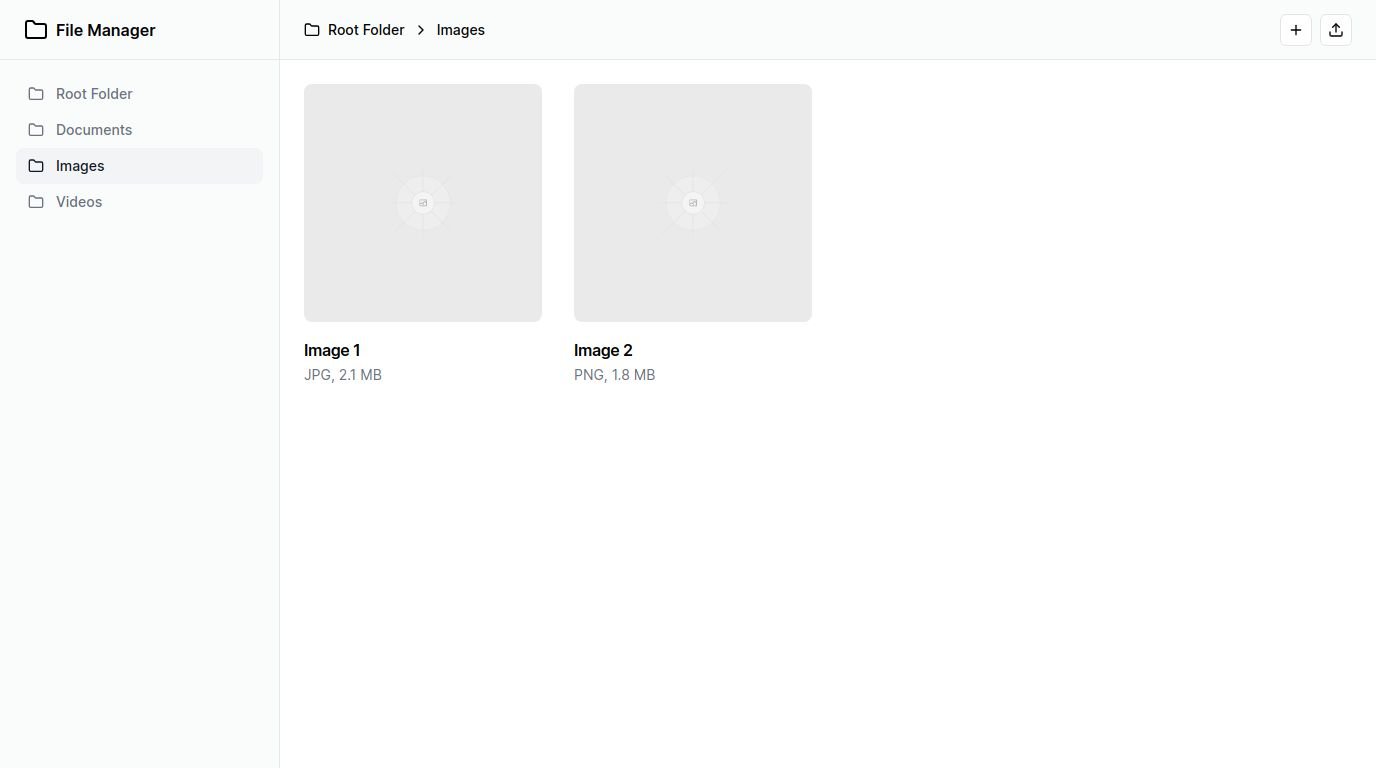 File Manager
Root Folder
Documents
Images
Videos
Root Folder > Images
Image 1
JPG, 2.1 MB
Image 2
PNG, 1.8 MB